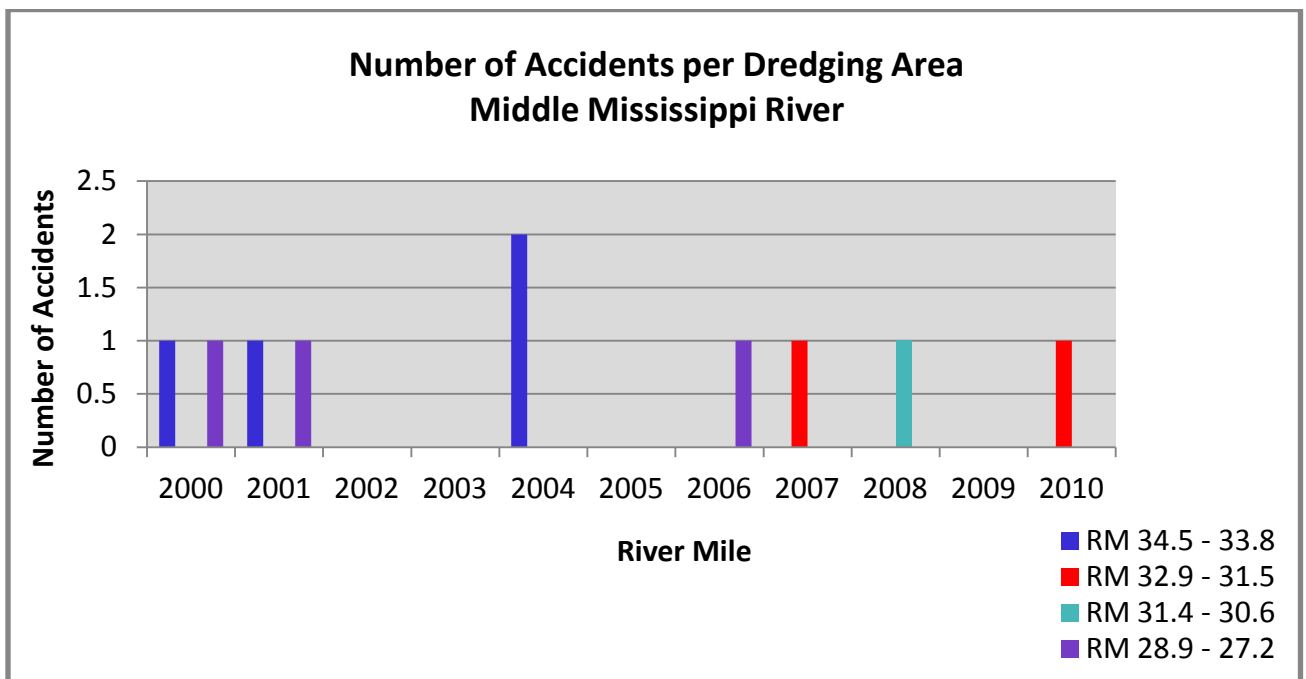 Number of Accidents per Dredging Area
Middle Mississippi River
Number of Accidents
2.5
2
1.5
1
0.5
0
2000 2001 2002 2003 2004 2005 2006 2007 2008 2009 2010
River Mile
RM 34.5 - 33.8
RM 32.9 - 31.5
RM 31.4 - 30.6
RM 28.9 - 27.2